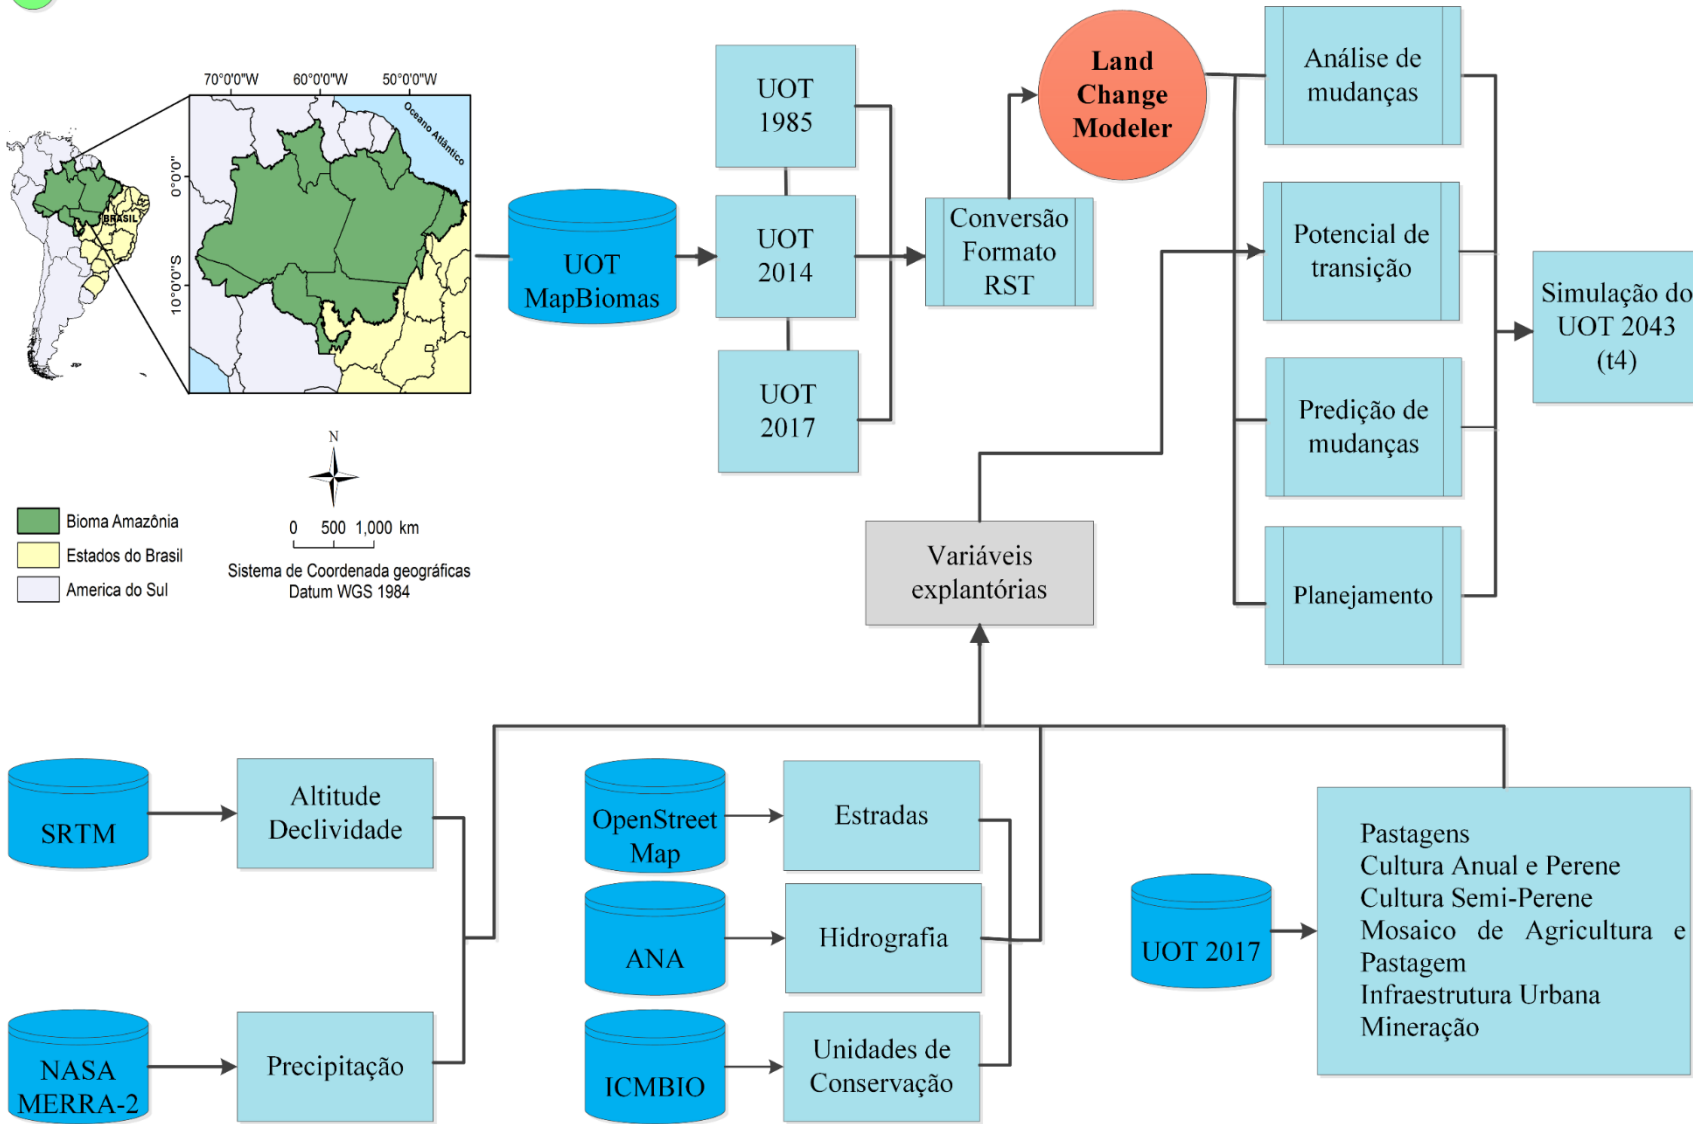 70°0'0"W
60°0'0"W
50°0'0"W
0°0'0"
10°0'0"S
Oceano Atlântico
BRASIL
N
0 500 1,000 km
Sistema de Coordenada geográficas
Datum WGS 1984
Bioma Amazônia
Estados do Brasil
America do Sul
UOT
MapBiomas
UOT
1985
UOT
2014
UOT
2017
Conversão
Formato
RST
Land
Change
Modeler
Análise de
mudanças
Potencial de
transição
Predição de
mudanças
Planejamento
Simulação do
UOT 2043
(t4)
Variáveis
explantórias
SRTM
Altitude
Declividade
NASA
MERRA-2
Precipitação
OpenStreet
Map
Estradas
ANA
Hidrografia
ICMBIO
Unidades de
Conservação
UOT 2017
Pastagens
Cultura Anual e Perene
Cultura Semi-Perene
Mosaico de Agricultura e
Pastagem
Infraestrutura Urbana
Mineração